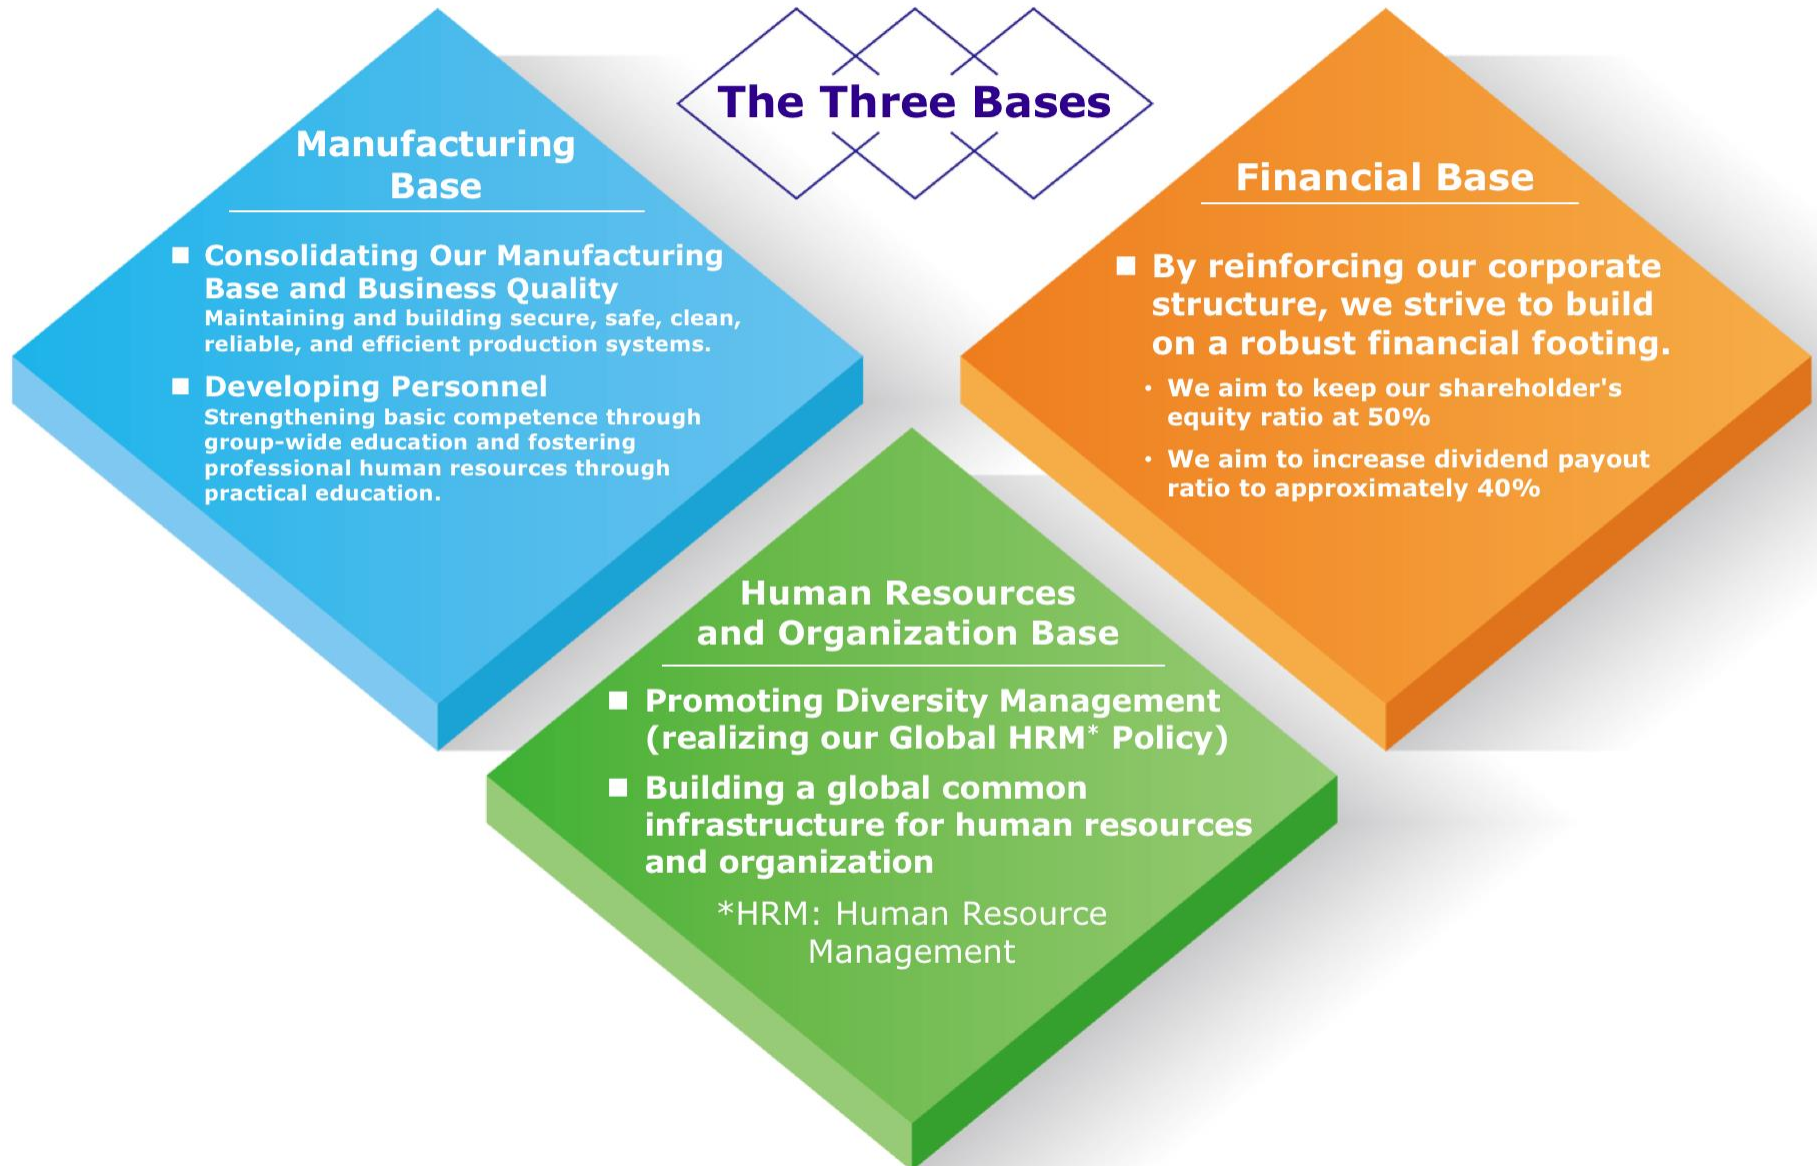 The Three Bases
Manufacturing
Base
■ Consolidating Our Manufacturing
Base and Business Quality
Maintaining and building secure, safe, clean,
reliable, and efficient production systems.
■ Developing Personnel
Strengthening basic competence through
group-wide education and fostering
professional human resources through
practical education.
Financial Base
■ By reinforcing our corporate
structure, we strive to build
on a robust financial footing.
・ We aim to keep our shareholder's
equity ratio at 50%
・ We aim to increase dividend payout
ratio to approximately 40%
Human Resources
and Organization Base
■ Promoting Diversity Management
(realizing our Global HRM* Policy)
■ Building a global common
infrastructure for human resources
and organization
*HRM: Human Resource
Management